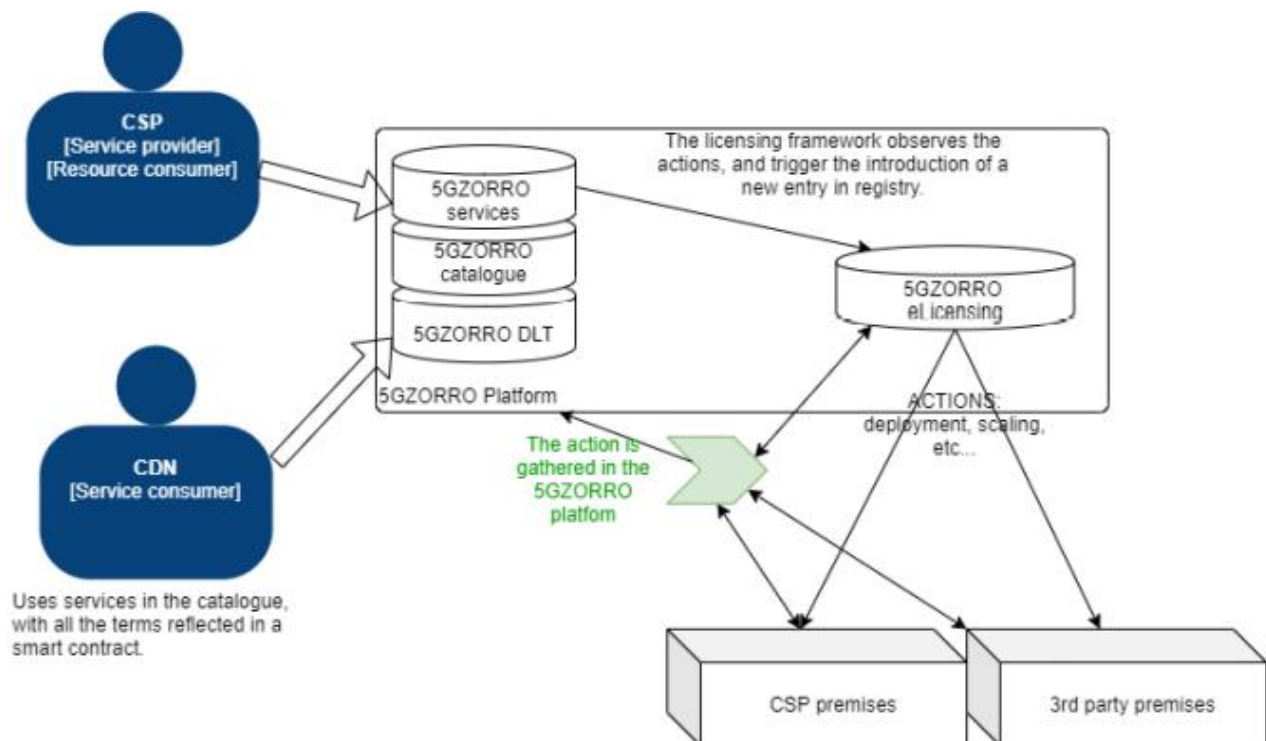 CSP
[Service provider]
[Resource consumer]
The licensing framework observes the
actions, and trigger the introduction of a
new entry in registry.
5GZORRO
services
5GZORRO
catalogue
5GZORRO DLT
5GZORRO Platform
5GZORRO
eLicensing
ACTIONS:
deployment, scaling,
etc...
The action is
gathered in the
5GZORRO
platfom
CDN
[Service consumer]
Uses services in the catalogue,
with all the terms reflected in a
smart contract.
CSP premises
3rd party premises